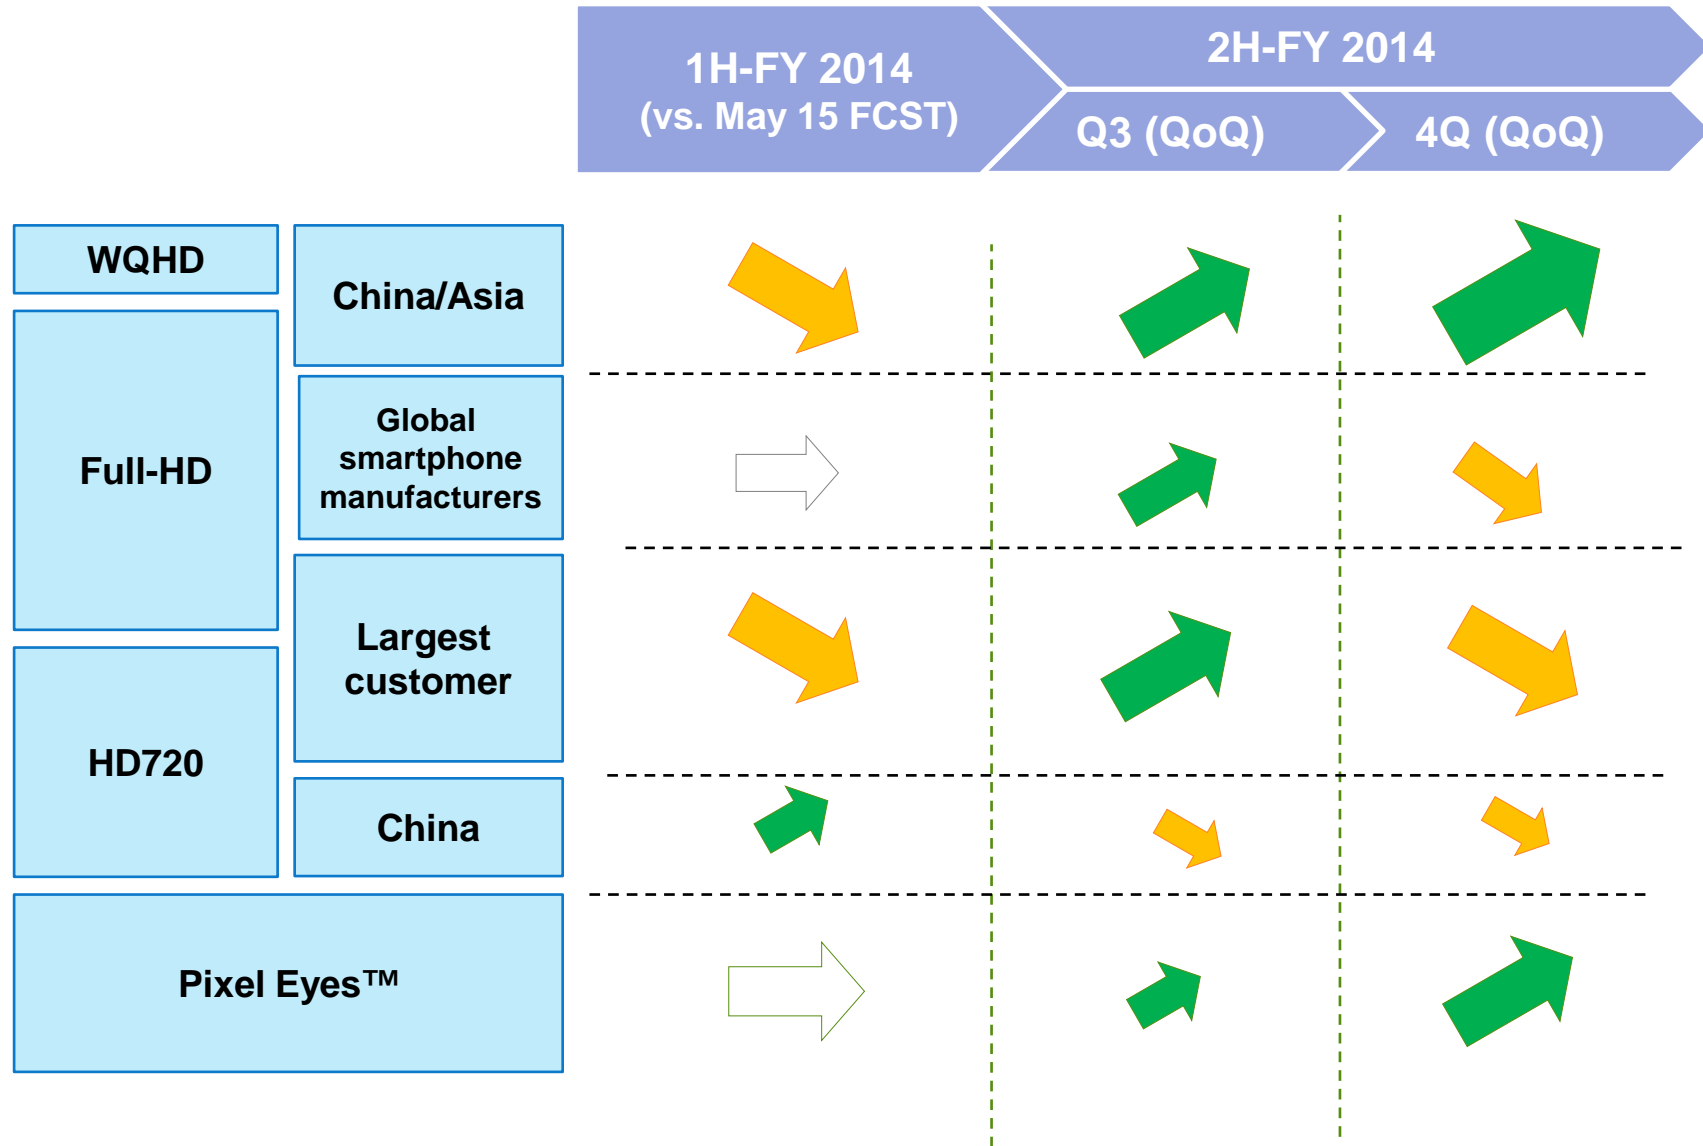 1H-FY 2014
(vs. May 15 FCST)
2H-FY 2014
Q3 (QoQ)
4Q (QoQ)
WQHD
China/Asia
Full-HD
Global
smartphone
manufacturers
Largest
customer
HD720
China
Pixel Eyes™